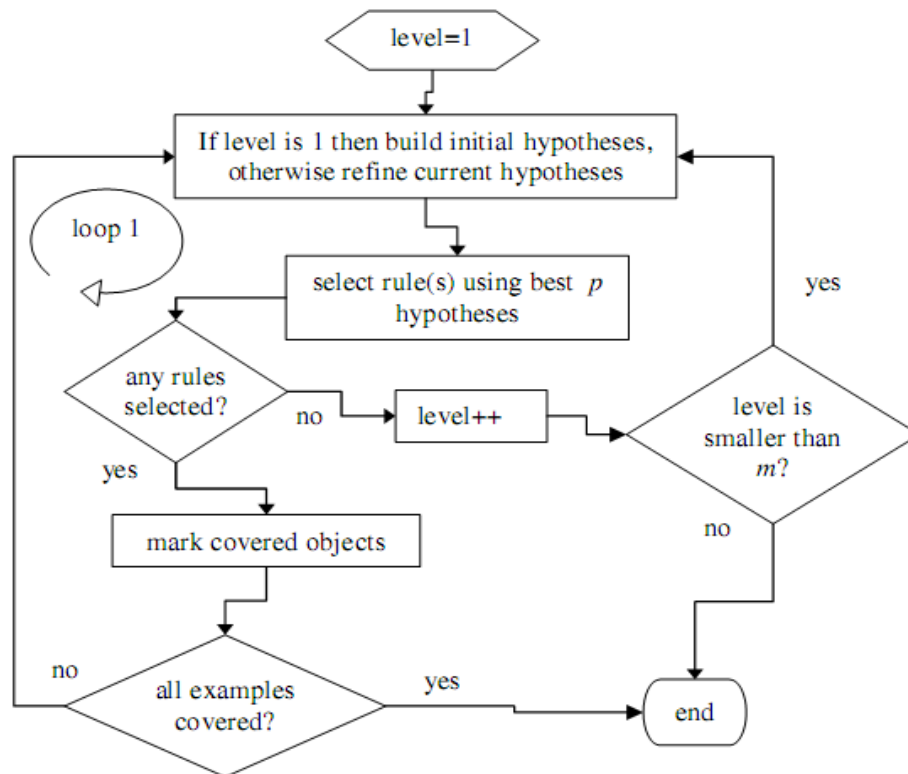 level=1
If level is 1 then build initial hypotheses,
otherwise refine current hypotheses
loop 1
select rule(s) using best p
hypotheses
yes
any rules
selected?
no
level++
level is
smaller than
m?
yes
no
mark covered objects
no
all examples
covered?
yes
end